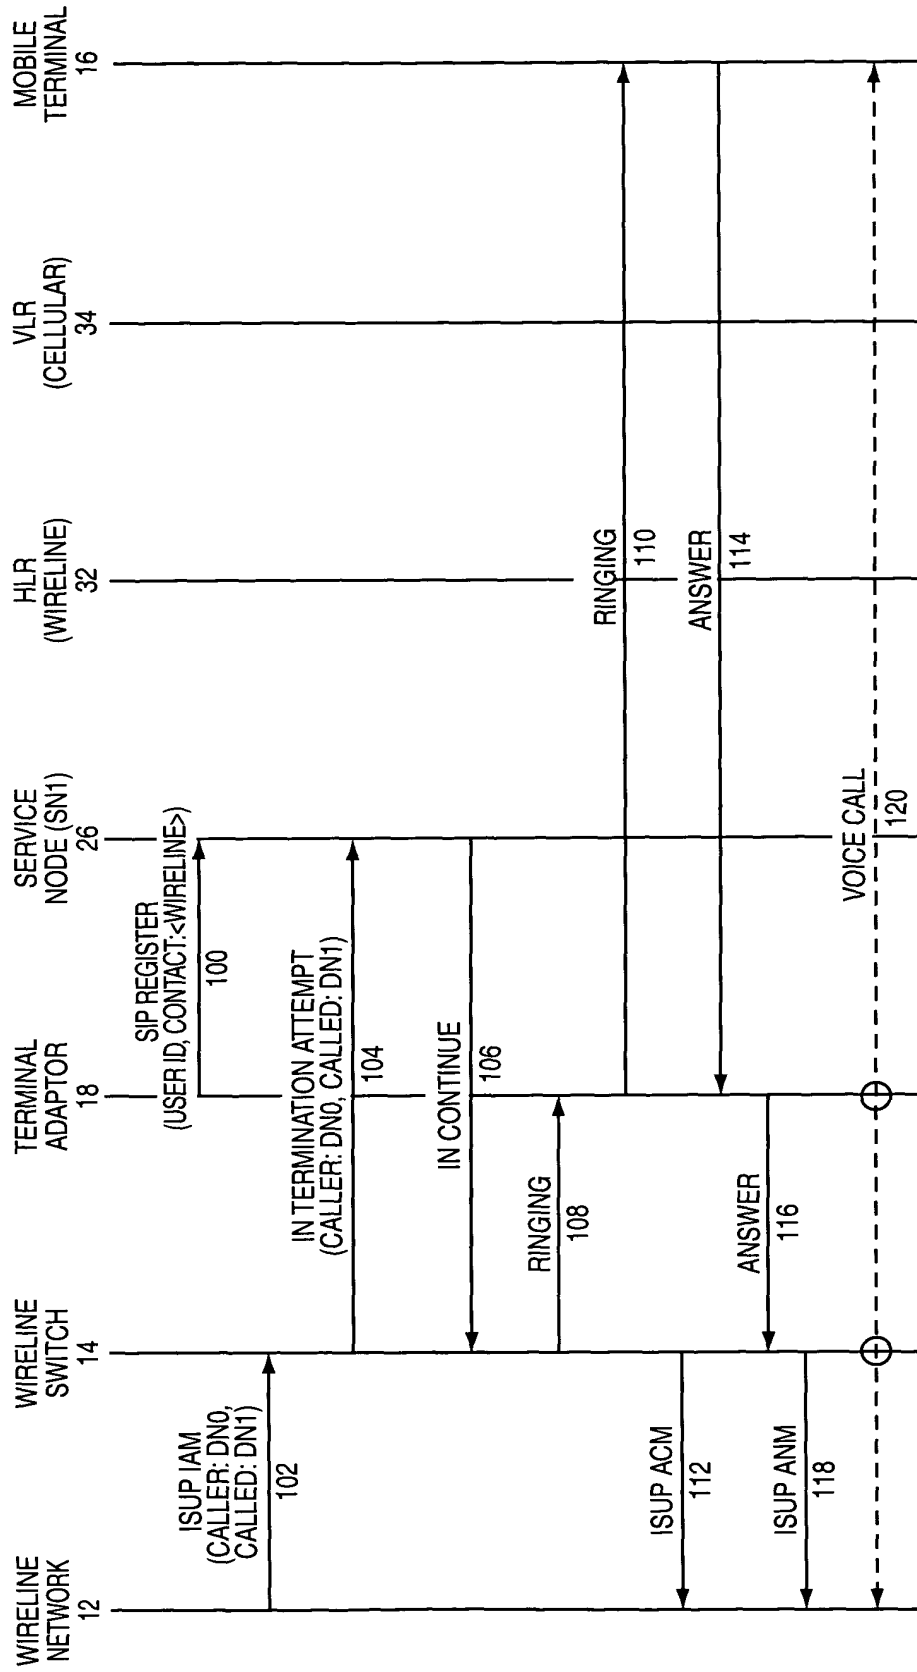 WIRELINE
NETWORK
12
WIRELINE
SWITCH
14
TERMINAL
ADAPTOR
18
SERVICE
NODE (SN1)
26
HLR
(WIRELINE)
32
VLR
(CELLULAR)
34
MOBILE
TERMINAL
16
SIP REGISTER
(USER ID, CONTACT:<WIRELINE>)
100
ISUP IAM
(CALLER: DN0,
CALLED: DN1)
102
IN TERMINATION ATTEMPT
(CALLER: DN0, CALLED: DN1)
104
IN CONTINUE
106
RINGING
108
RINGING
110
ISUP ACM
112
ANSWER
114
ANSWER
116
ISUP ANM
118
VOICE CALL
120